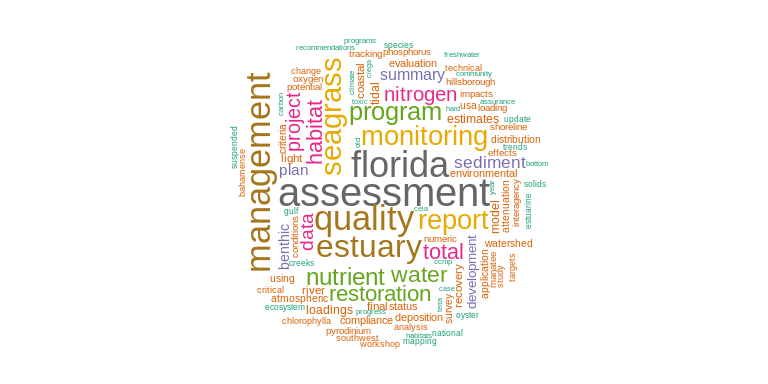 programs
recommendations
species
tracking
phosphorus
freshwater
change
oxygen
potential
climate
ciega
coastal
evaluation
technical
community
summary
hillsborough
seagrass
tidal
nitrogen
impacts
carbon
toxic
usa
hard
loading
assurance
management
project
habitat
program
estimates
update
shoreline
suspended
criteria
old
monitoring
distribution
trends
light
effects
bahamense
plan
florida
sediment
bottom
environmental
year
solids
assessment
interagency
attenuation
estuarine
gulf
quality
ceia
report
model
data
conditions
benthic
estuary
numeric
total
watershed
creeks
ccmp
development
manatee
study
targets
using
nutrient
water
recovery
application
critical
river
restoration
case
atmospheric
ecosystem
loadings
progress
final
status
terra
survey
oyster
chlorophylla
compliance
deposition
pyrodinium
analysis
southwest
habitats
national
workshop
mapping